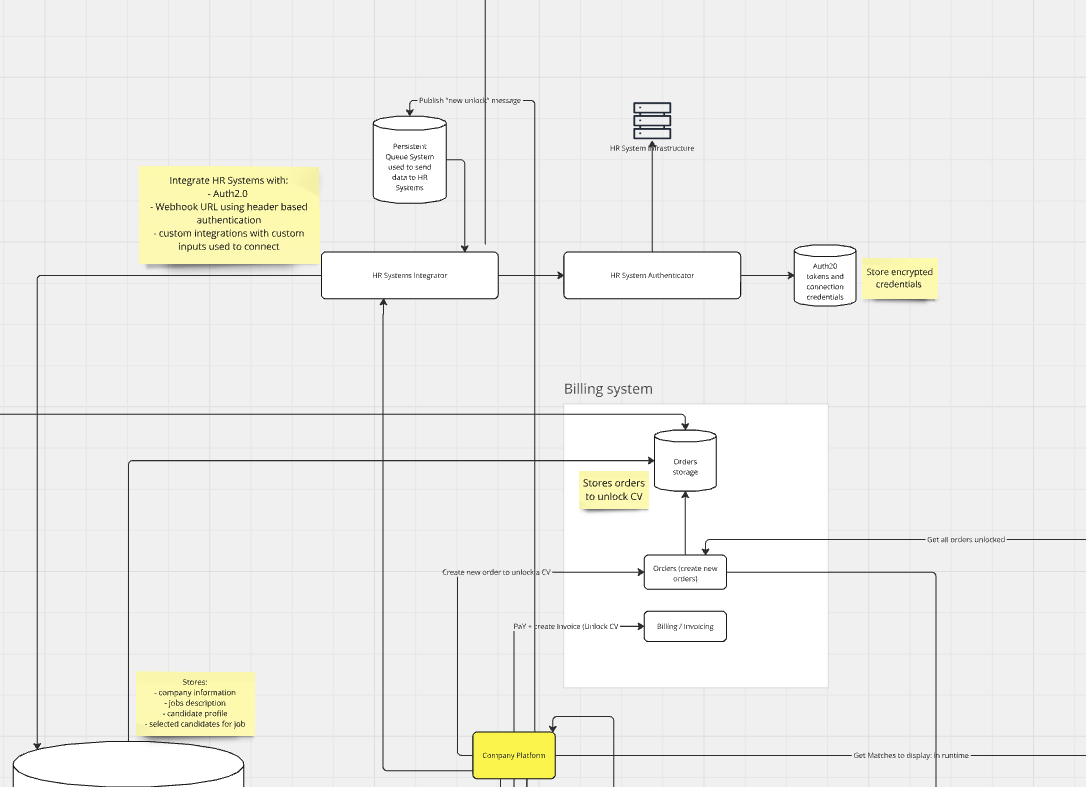 Publish "new unlock" message
Persistent
Queue System
used to send
data to HR
Systems
HR System Infrastructure
Integrate HR Systems with:
- Auth2.0
- Webhook URL using header based
authentication
- custom integrations with custom
inputs used to connect
HR Systems Integrator
HR System Authenticator
Auth20
tokens and
connection
credentials
Store encrypted
credentials
Billing system
Orders
storage
Stores orders
to unlock CV
Get all orders unlocked
Create new order to unlock a CV
Orders (create new
orders)
PaY + create Invoice (Unlock CV
Billing / Invoicing
Stores:
- company information
- jobs description
- candidate profile
- selected candidates for job
Company Platform
Get Matches to display: in runtime